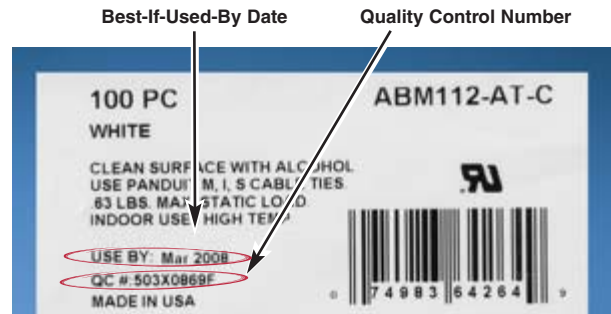 Best-If-Used-By Date Quality Control Number
100 PC ABM112-AT-C
WHITE
CLEAN SURFACE WITH ALCOHOL
USE PANDUIT M, I, S CABLE TIES.
.63 LBS. MAX STATIC LOAD
INDOOR USE, HIGH TEMP
USE BY: Mar 2008
QC #:503X0869F
MADE IN USA
0 74983 64264 9